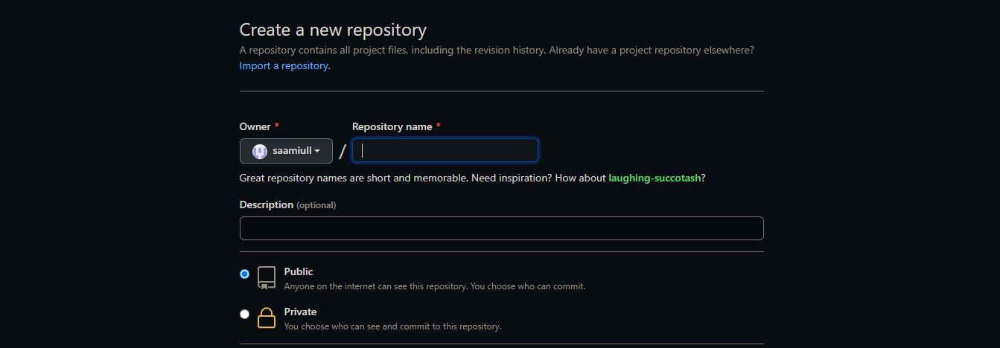 Create a new repository
A repository contains all project files, including the revision history. Already have a project repository elsewhere?
Import a repository.
Owner * Repository name *
saamiull /
Great repository names are short and memorable. Need inspiration? How about laughing-succotash?
Description (optional)
Public
Anyone on the internet can see this repository. You choose who can commit.
Private
You choose who can see and commit to this repository.